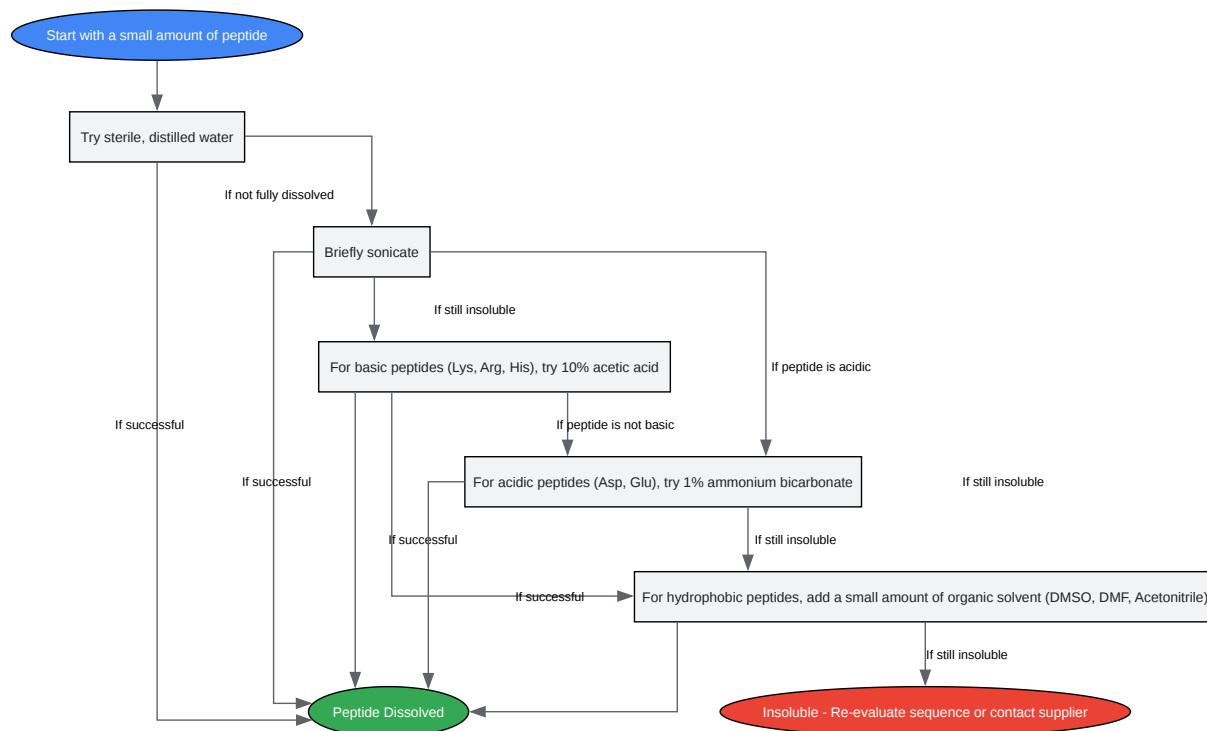 Start with a small amount of peptide
Try sterile, distilled water
If not fully dissolved
Briefly sonicate
If still insoluble
For basic peptides (Lys, Arg, His), try 10% acetic acid
If peptide is acidic
If successful
If peptide is not basic
For acidic peptides (Asp, Glu), try 1% ammonium bicarbonate
If successful
If still insoluble
If successful
If still insoluble
If successful
For hydrophobic peptides, add a small amount of organic solvent (DMSO, DMF, Acetonitrile)
If still insoluble
Peptide Dissolved
Insoluble - Re-evaluate sequence or contact supplier